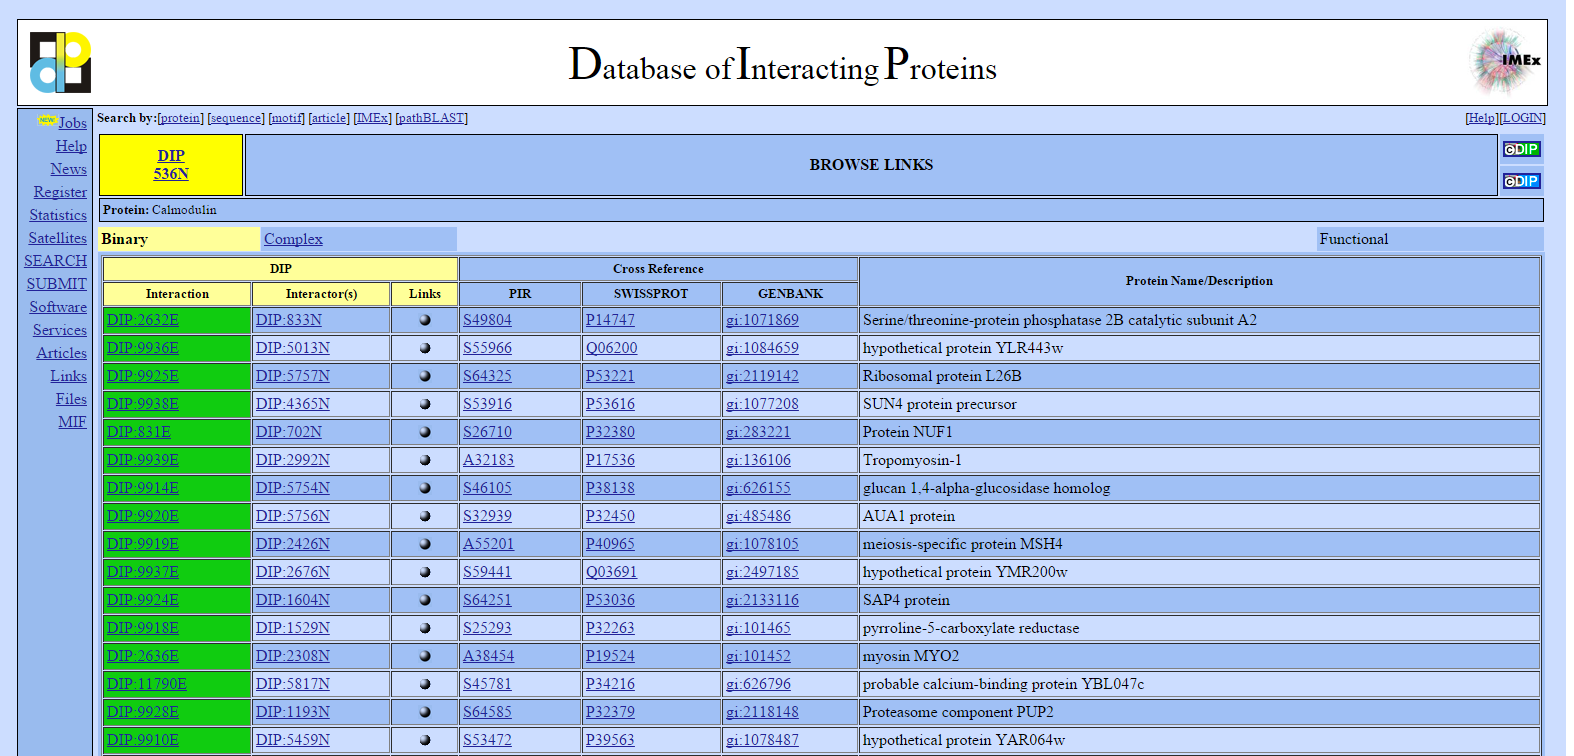 Database of Interacting Proteins
IMEx
NEW Jobs
Help
News
Register
Statistics
Satellites
SEARCH
SUBMIT
Software
Services
Articles
Links
Files
MIF
Search by:[protein] [sequence] [motif] [article] [IMEx] [pathBLAST] [Help][LOGIN]
DIP
536N
BROWSE LINKS
cDIP
cDIP
Protein: Calmodulin
Binary Complex Functional
DIP Cross Reference Protein Name/Description
Interaction Interactor(s) Links PIR SWISSPROT GENBANK
DIP:2632E DIP:833N S49804 P14747 gi:1071869 Serine/threonine-protein phosphatase 2B catalytic subunit A2
DIP:9936E DIP:5013N S55966 Q06200 gi:1084659 hypothetical protein YLR443w
DIP:9925E DIP:5757N S64325 P53221 gi:2119142 Ribosomal protein L26B
DIP:9938E DIP:4365N S53916 P53616 gi:1077208 SUN4 protein precursor
DIP:831E DIP:702N S26710 P32380 gi:283221 Protein NUF1
DIP:9939E DIP:2992N A32183 P17536 gi:136106 Tropomyosin-1
DIP:9914E DIP:5754N S46105 P38138 gi:626155 glucan 1,4-alpha-glucosidase homolog
DIP:9920E DIP:5756N S32939 P32450 gi:485486 AUA1 protein
DIP:9919E DIP:2426N A55201 P40965 gi:1078105 meiosis-specific protein MSH4
DIP:9937E DIP:2676N S59441 Q03691 gi:2497185 hypothetical protein YMR200w
DIP:9924E DIP:1604N S64251 P53036 gi:2133116 SAP4 protein
DIP:9918E DIP:1529N S25293 P32263 gi:101465 pyrroline-5-carboxylate reductase
DIP:2636E DIP:2308N A38454 P19524 gi:101452 myosin MYO2
DIP:11790E DIP:5817N S45781 P34216 gi:626796 probable calcium-binding protein YBL047c
DIP:9928E DIP:1193N S64585 P32379 gi:2118148 Proteasome component PUP2
DIP:9910E DIP:5459N S53472 P39563 gi:1078487 hypothetical protein YAR064w